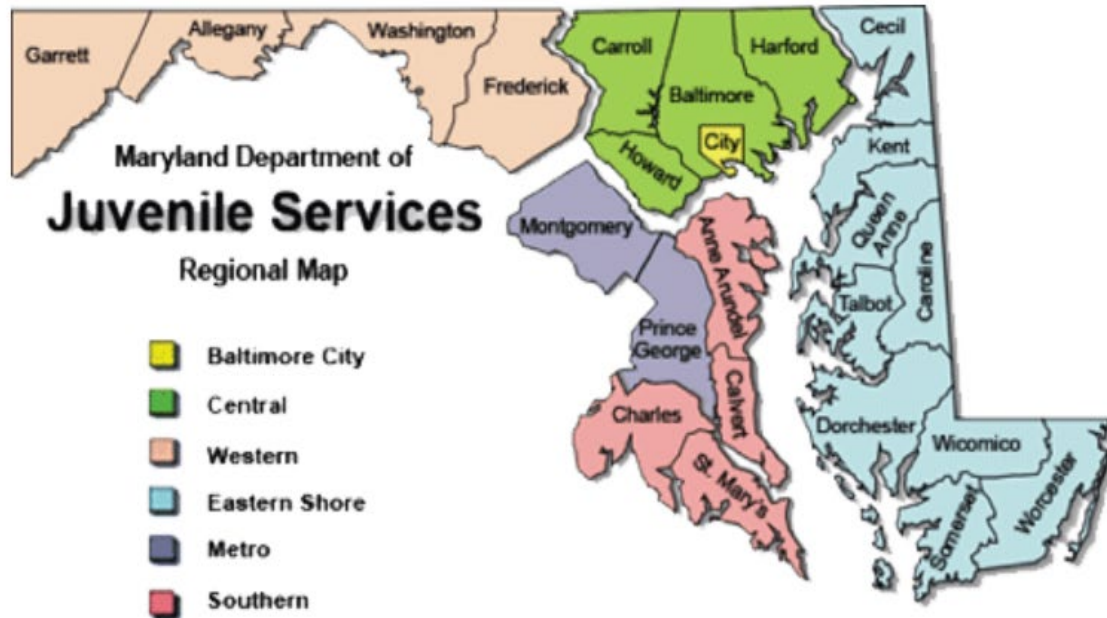 Garrett
Allegany
Washington
Frederick
Carroll
Baltimore
Harford
City
Howard
Cecil
Kent
Queen
Anne
Caroline
Talbot
Montgomery
Prince
George
Anne Arundel
Calvert
Charles
St. Mary's
Dorchester
Wicomico
Somerset
Worcester
Maryland Department of
Juvenile Services
Regional Map
Baltimore City
Central
Western
Eastern Shore
Metro
Southern